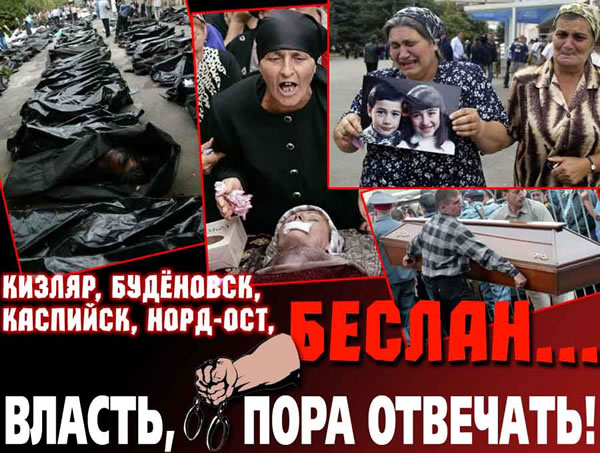 КИЗЛЯР, БУДЁНОВСК,
КАСПИЙСК, НОРД-ОСТ,
БЕСЛАН...
ВЛАСТЬ, ПОРА ОТВЕЧАТЬ!